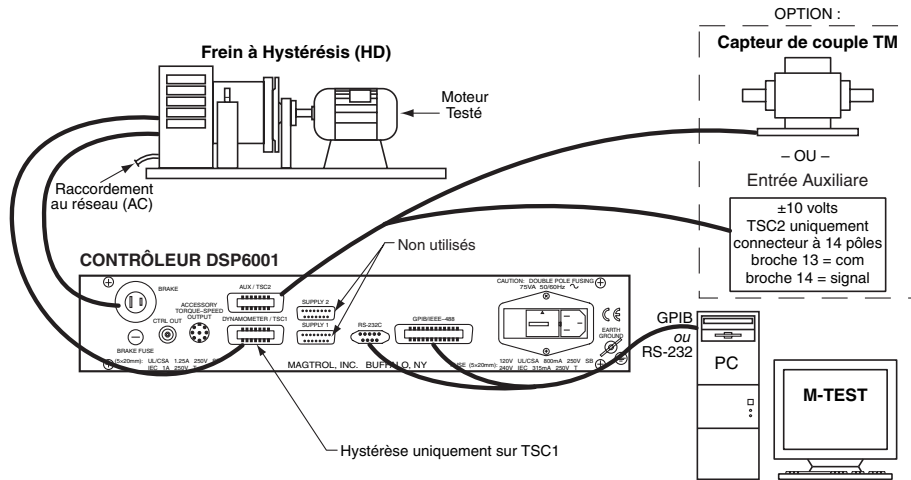 OPTION :
Frein à Hystérésis (HD)
Capteur de couple TM
Moteur
Testé
– OU –
Entrée Auxiliare
Raccordement
au réseau (AC)
±10 volts
TSC2 uniquement
connecteur à 14 pôles
broche 13 = com
broche 14 = signal
Non utilisés
CONTRÔLEUR DSP6001
BRAKE
AUX / TSC2
CAUTION: DOUBLE POLE FUSING
75VA 50/60Hz
ACCESSORY
TORQUE–SPEED
OUTPUT
CTRL OUT
SUPPLY 2
DYNAMOMETER / TSC1
SUPPLY 1
RS-232C
GPIB/IEEE–488
EARTH
GROUND
BRAKE FUSE
(5x20mm): UL/CSA 1.25A 250V
IEC 1A 250V T
MAGTROL, INC. BUFFALO, NY
(5x20mm): 120V UL/CSA 800mA 250V SB
240V IEC 315mA 250V T
GPIB
ou
RS-232
PC
M-TEST
Hystérèse uniquement sur TSC1